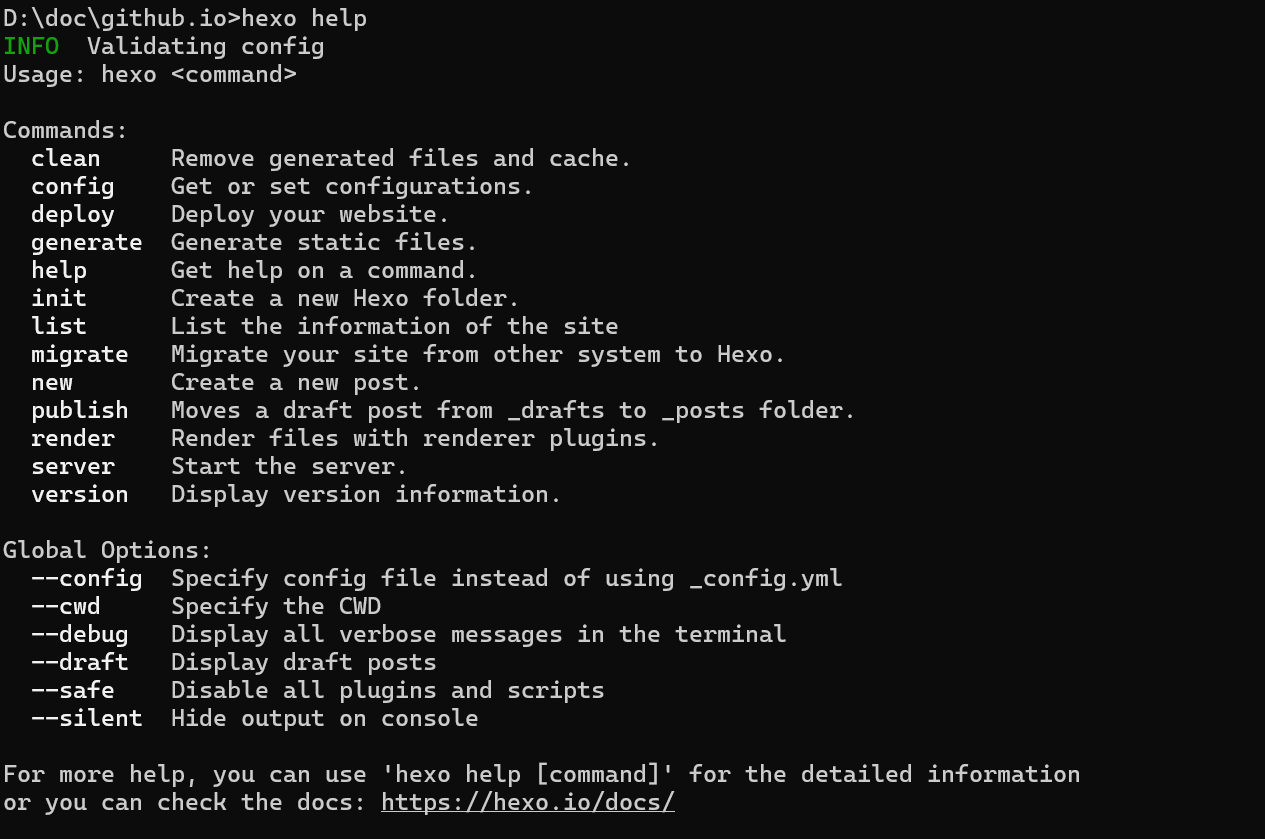 D:\doc\github.io>hexo help
INFO  Validating config
Usage: hexo <command>

Commands:
  clean     Remove generated files and cache.
  config    Get or set configurations.
  deploy    Deploy your website.
  generate  Generate static files.
  help      Get help on a command.
  init      Create a new Hexo folder.
  list      List the information of the site
  migrate   Migrate your site from other system to Hexo.
  new       Create a new post.
  publish   Moves a draft post from _drafts to _posts folder.
  render    Render files with renderer plugins.
  server    Start the server.
  version   Display version information.

Global Options:
  --config  Specify config file instead of using _config.yml
  --cwd     Specify the CWD
  --debug   Display all verbose messages in the terminal
  --draft   Display draft posts
  --safe    Disable all plugins and scripts
  --silent  Hide output on console

For more help, you can use 'hexo help [command]' for the detailed information
or you can check the docs: https://hexo.io/docs/